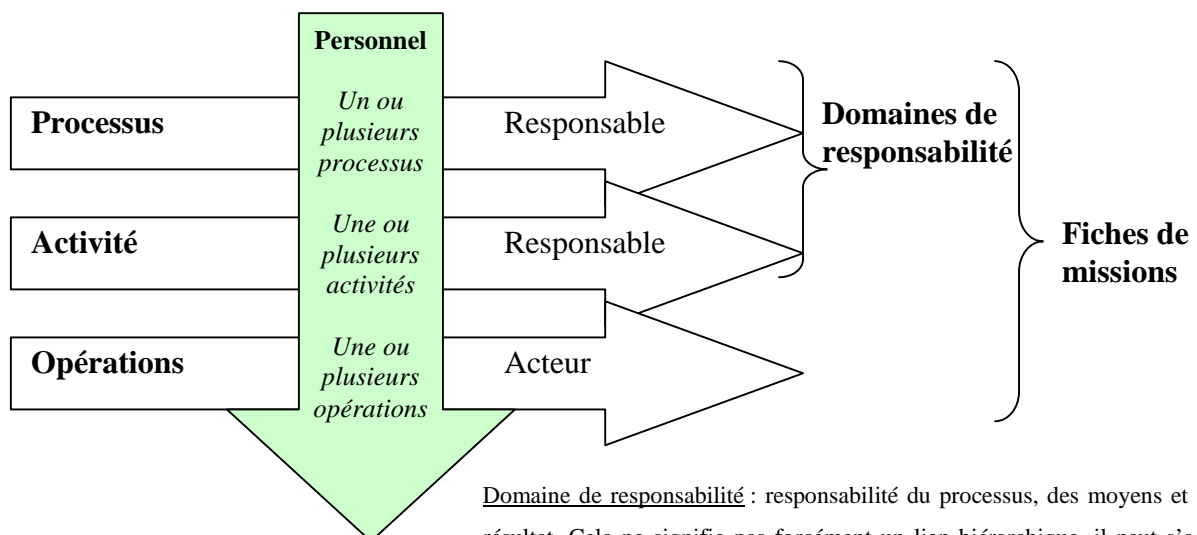 Personnel
Processus
Un ou
plusieurs
processus
Responsable
Domaines de
responsabilité
Activité
Une ou
plusieurs
activités
Responsable
Fiches de
missions
Opérations
Une ou
plusieurs
opérations
Acteur
Domaine de responsabilité : responsabilité du processus, des moyens et
résultat. Cela ne signifie pas forcément un lien hiérarchique, il peut s'a